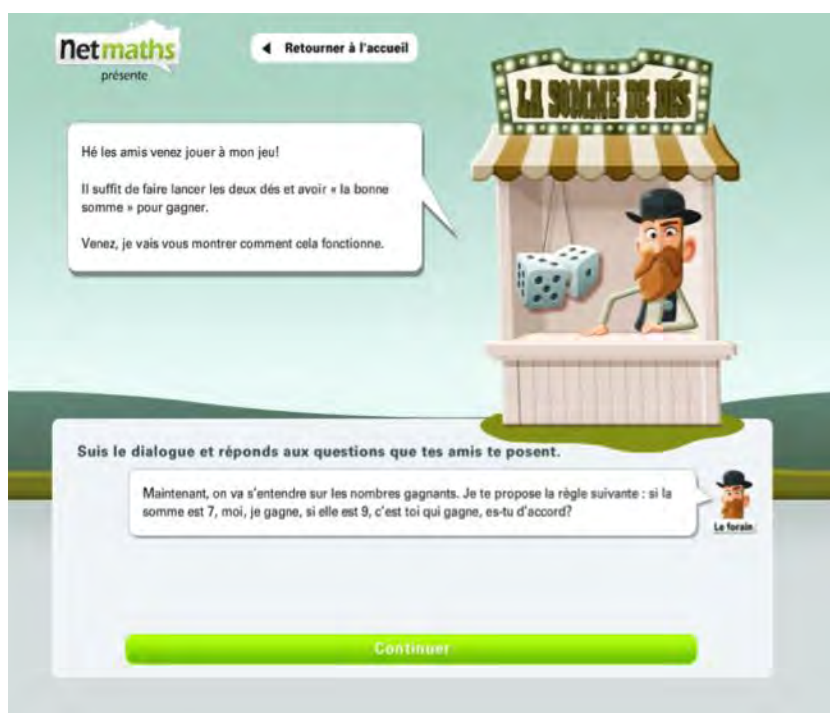 Netmaths
présente
Retourner à l'accueil
LA SOMME DE DÉS
Hé les amis venez jouer à mon jeu!
Il suffit de faire lancer les deux dés et avoir « la bonne
somme » pour gagner.
Venez, je vais vous montrer comment cela fonctionne.
Suis le dialogue et réponds aux questions que tes amis te posent.
Maintenant, on va s'entendre sur les nombres gagnants. Je te propose la règle suivante : si la
somme est 7, moi, je gagne, si elle est 9, c'est toi qui gagne, es-tu d'accord?
Le forain
Continuer